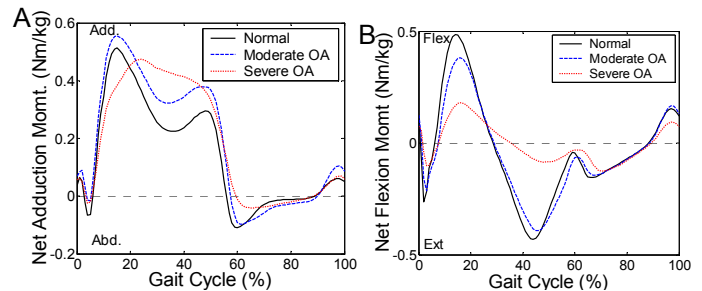 A
Net Adduction Momt. (Nm/kg)
0.6
0.4
0.2
0
-0.2
Add.
Abd.
Normal
Moderate OA
Severe OA
0
20
40
60
80
100
Gait Cycle (%)
B
Net Flexion Momt (Nm/kg)
0.5
0
-0.5
Flex
Ext
Normal
Moderate OA
Severe OA
0
20
40
60
80
100
Gait Cycle (%)